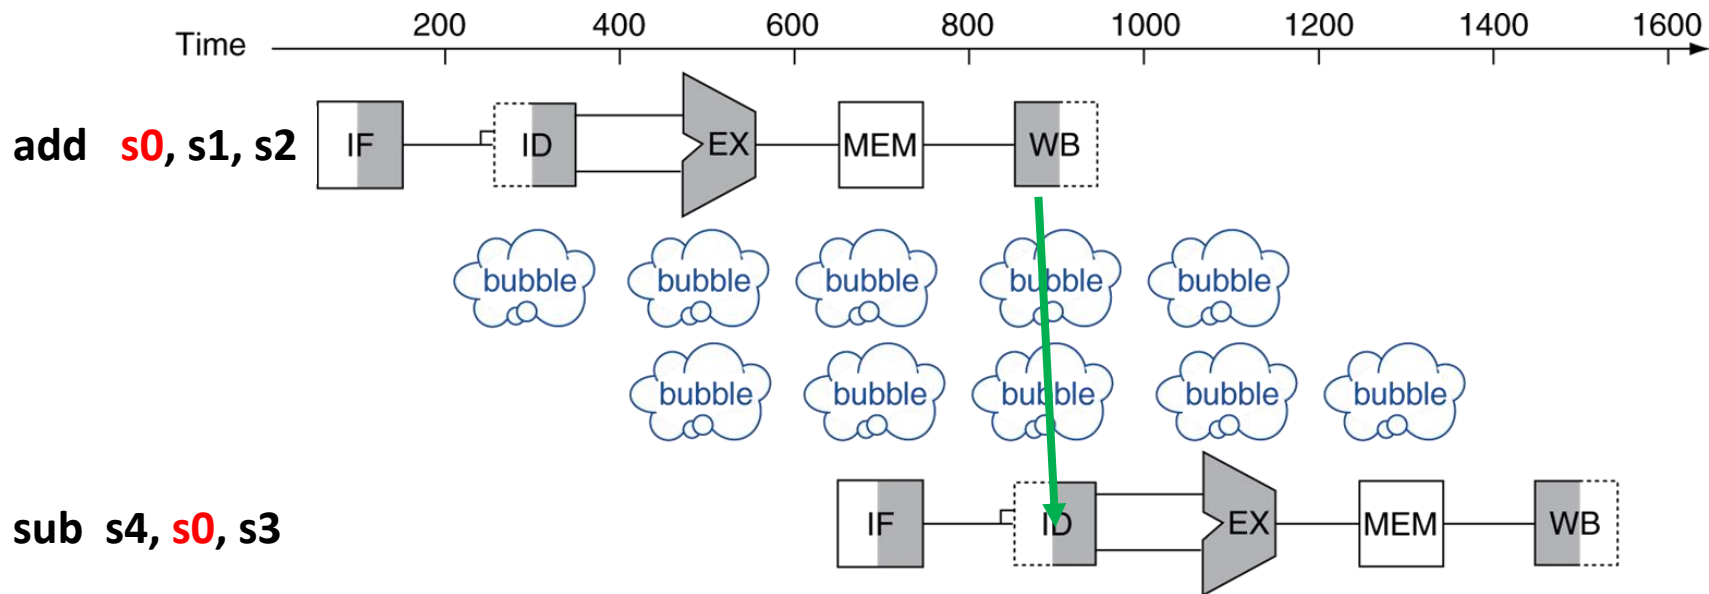 200 400 600 800 1000 1200 1400 1600
Time
add s0, s1, s2 IF ID EX MEM WB
bubble bubble bubble bubble bubble
bubble bubble bubble bubble bubble
sub s4, s0, s3 IF ID EX MEM WB